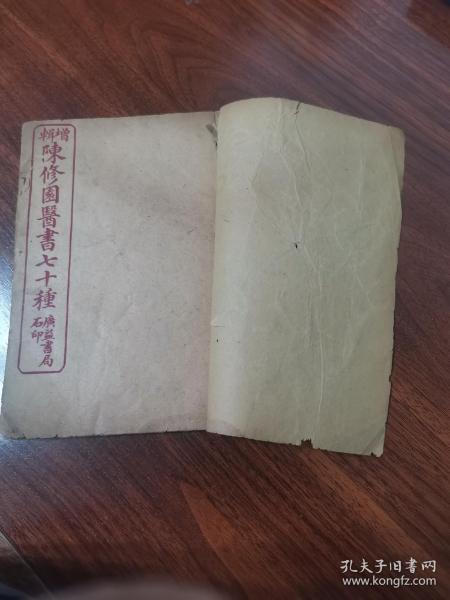 增輯
陳修園醫書七十種
廣益書局
石印
孔夫子旧书网
www.kongfz.com